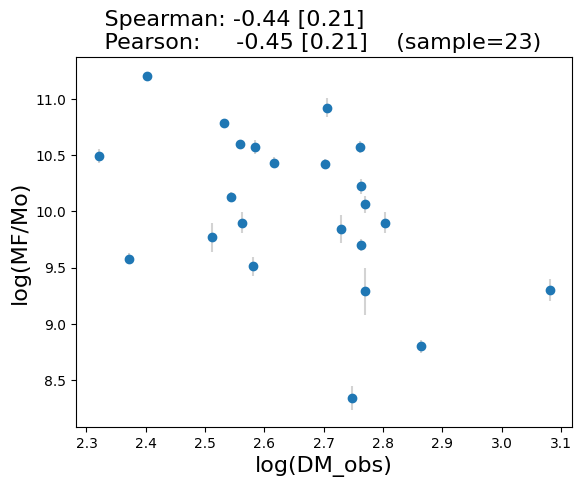 Spearman: -0.44 [0.21]
Pearson: -0.45 [0.21] (sample=23)
11.0
10.5
10.0
9.5
9.0
8.5
log(MF/Mo)
2.3 2.4 2.5 2.6 2.7 2.8 2.9 3.0 3.1
log(DM_obs)